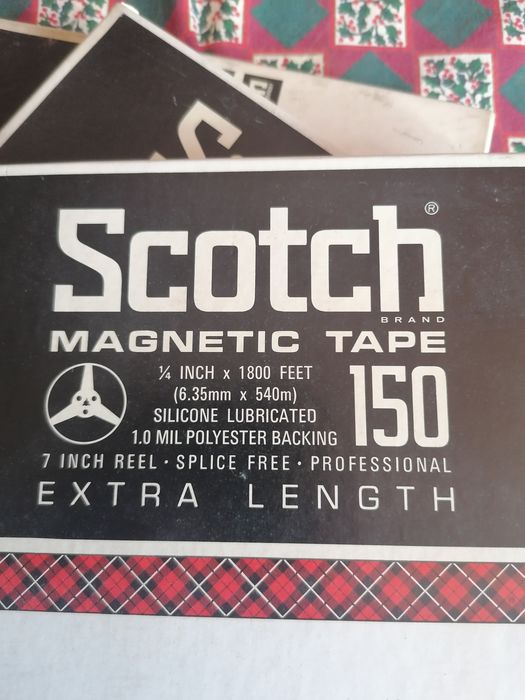 Scotch®
BRAND
MAGNETIC TAPE
¼ INCH x 1800 FEET
(6.35mm x 540m)
SILICONE LUBRICATED
1.0 MIL POLYESTER BACKING
150
7 INCH REEL · SPLICE FREE · PROFESSIONAL
EXTRA LENGTH